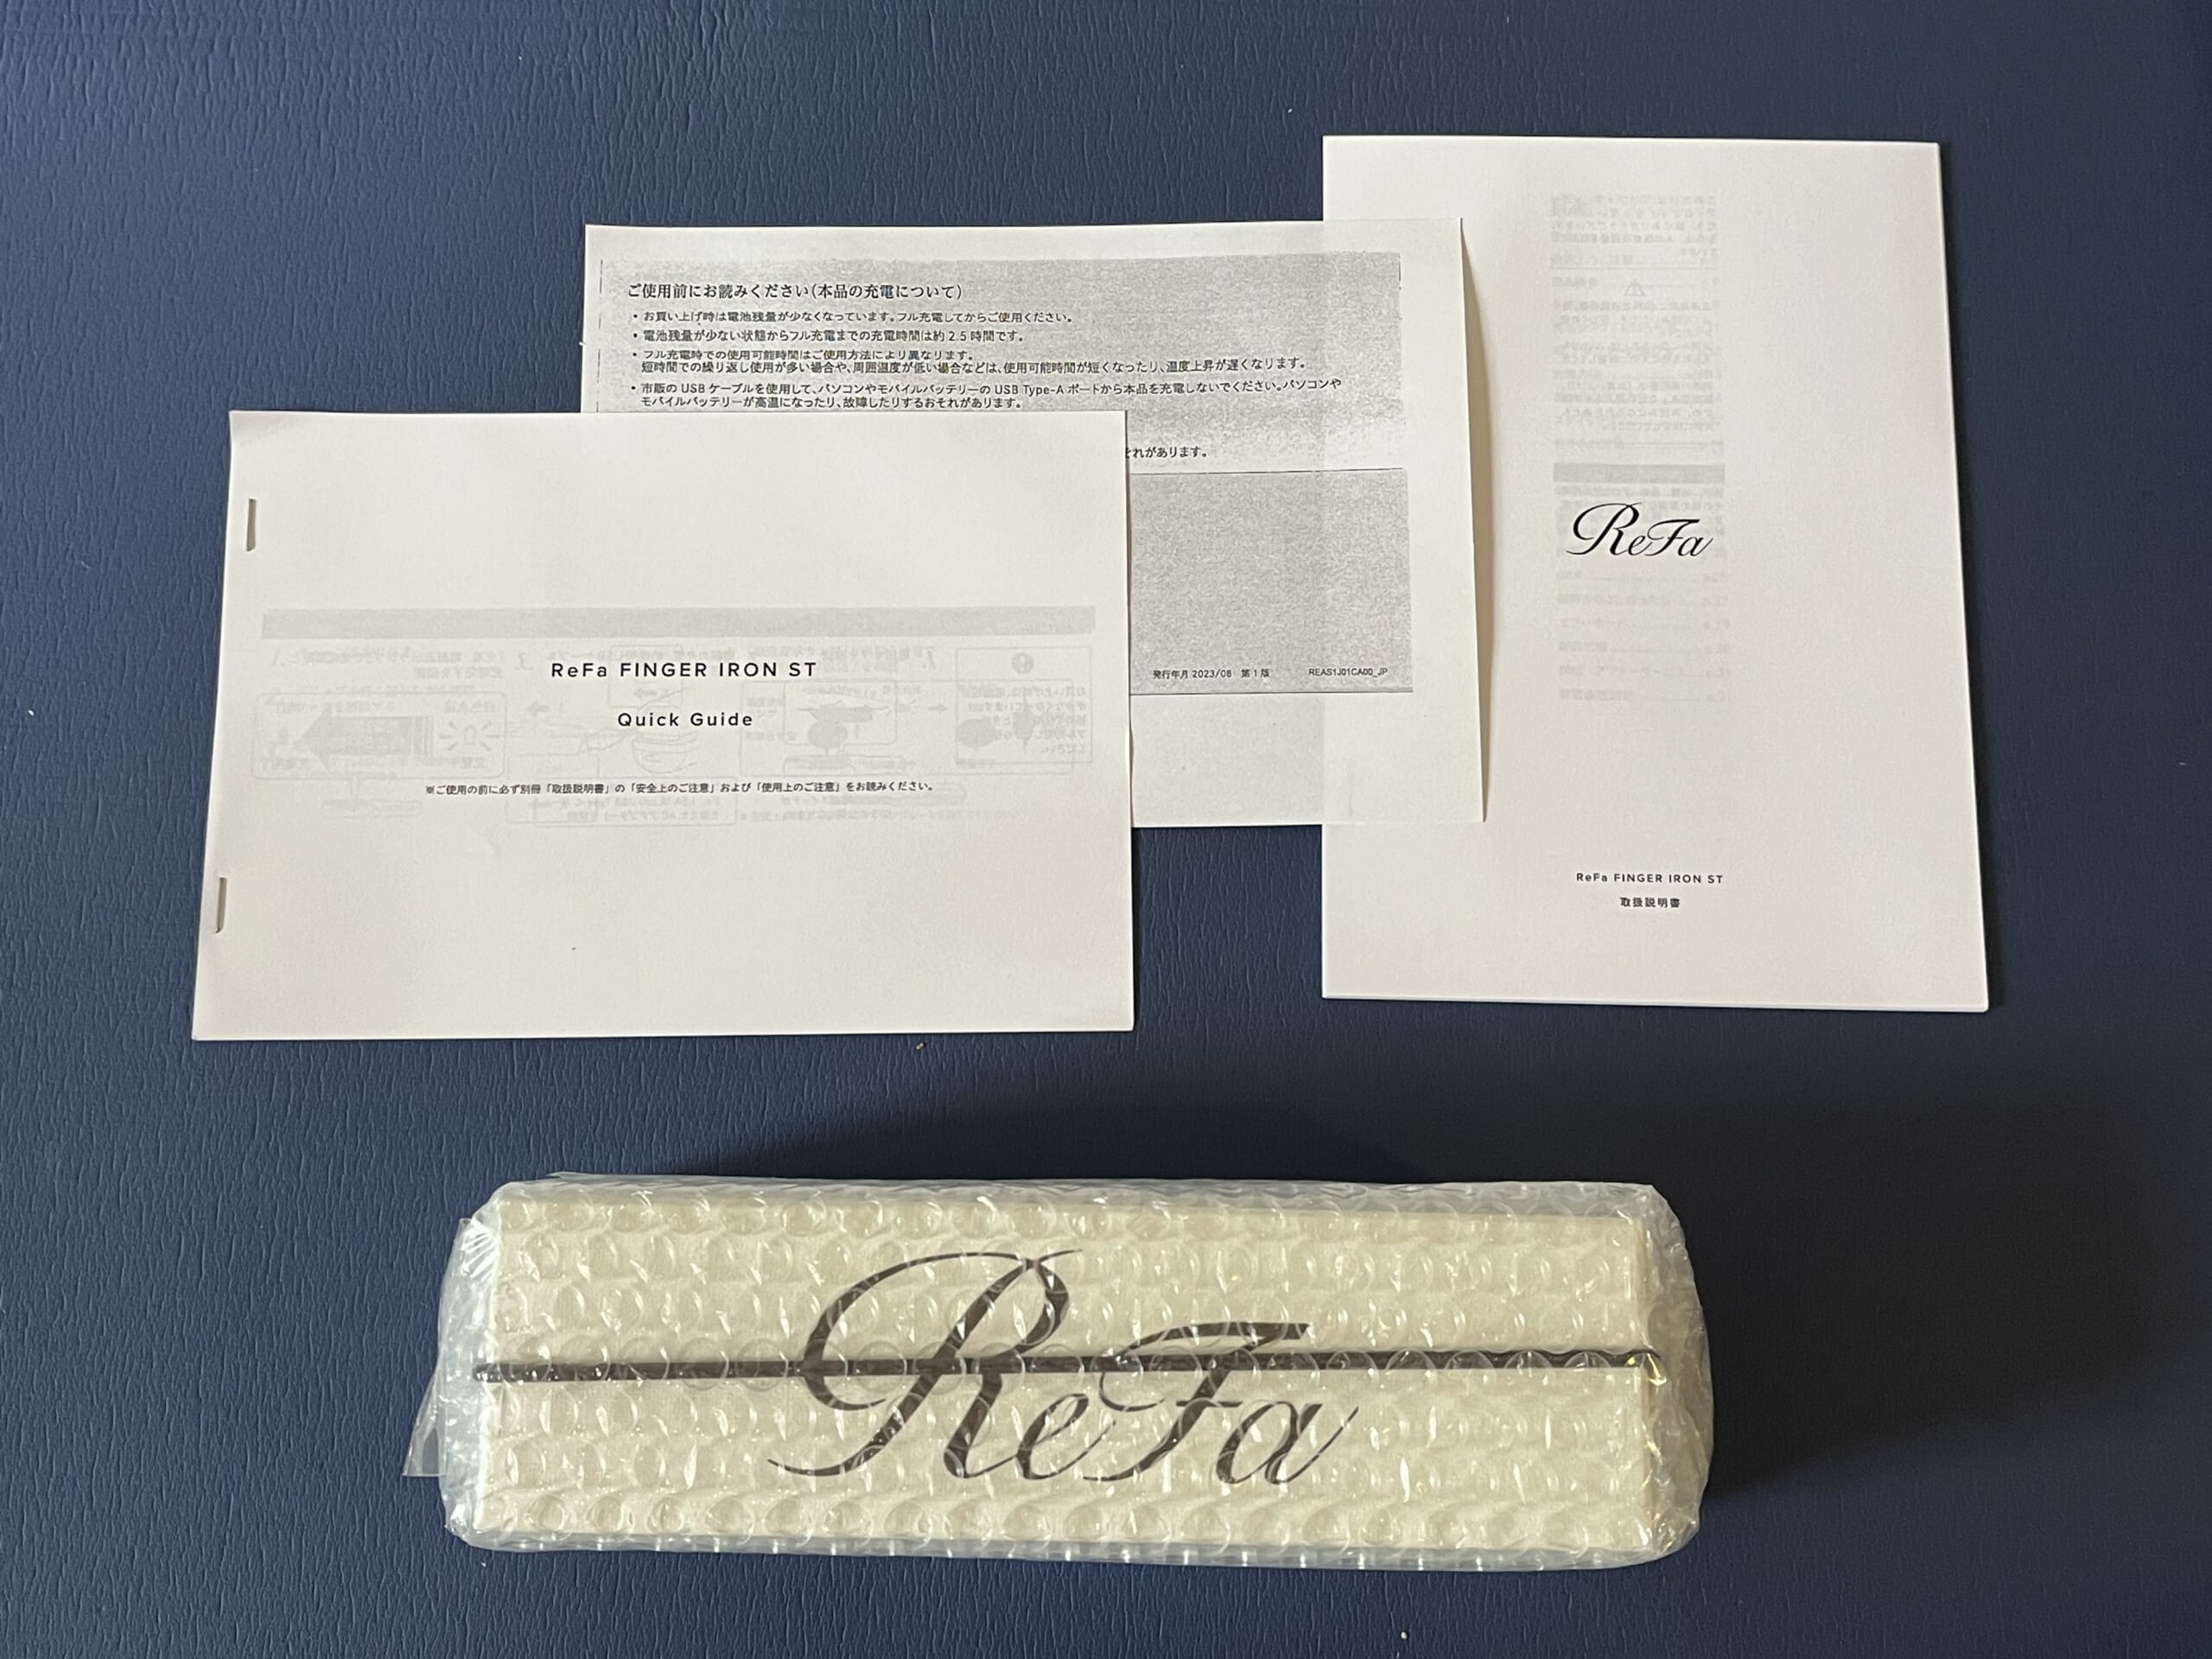 ご使用前にお読みください(本品の充電について)
• お買い上げ時は電池残量が少なくなっています。フル充電してからご使用ください。
• 電池残量が少ない状態からフル充電までの充電時間は約 2.5 時間です。
• フル充電時での使用可能時間はご使用方法により異なります。
短時間での繰り返し使用が多い場合や、周囲温度が低い場合などは、使用可能時間が短くなったり、温度上昇が遅くなります。
• 市販の USB ケーブルを使用して、パソコンやモバイルバッテリーの USB Type-A ポートから本品を充電しないでください。パソコンや
モバイルバッテリーが高温になったり、故障したりするおそれがあります。
それがあります。
発行年月 2023/08 第1版 REAS1J01CA00_JP
ReFa FINGER IRON ST
Quick Guide
※ご使用の前に必ず別冊「取扱説明書」の「安全上のご注意」および「使用上のご注意」をお読みください。
ReFa
ReFa FINGER IRON ST
取扱説明書
ReFa